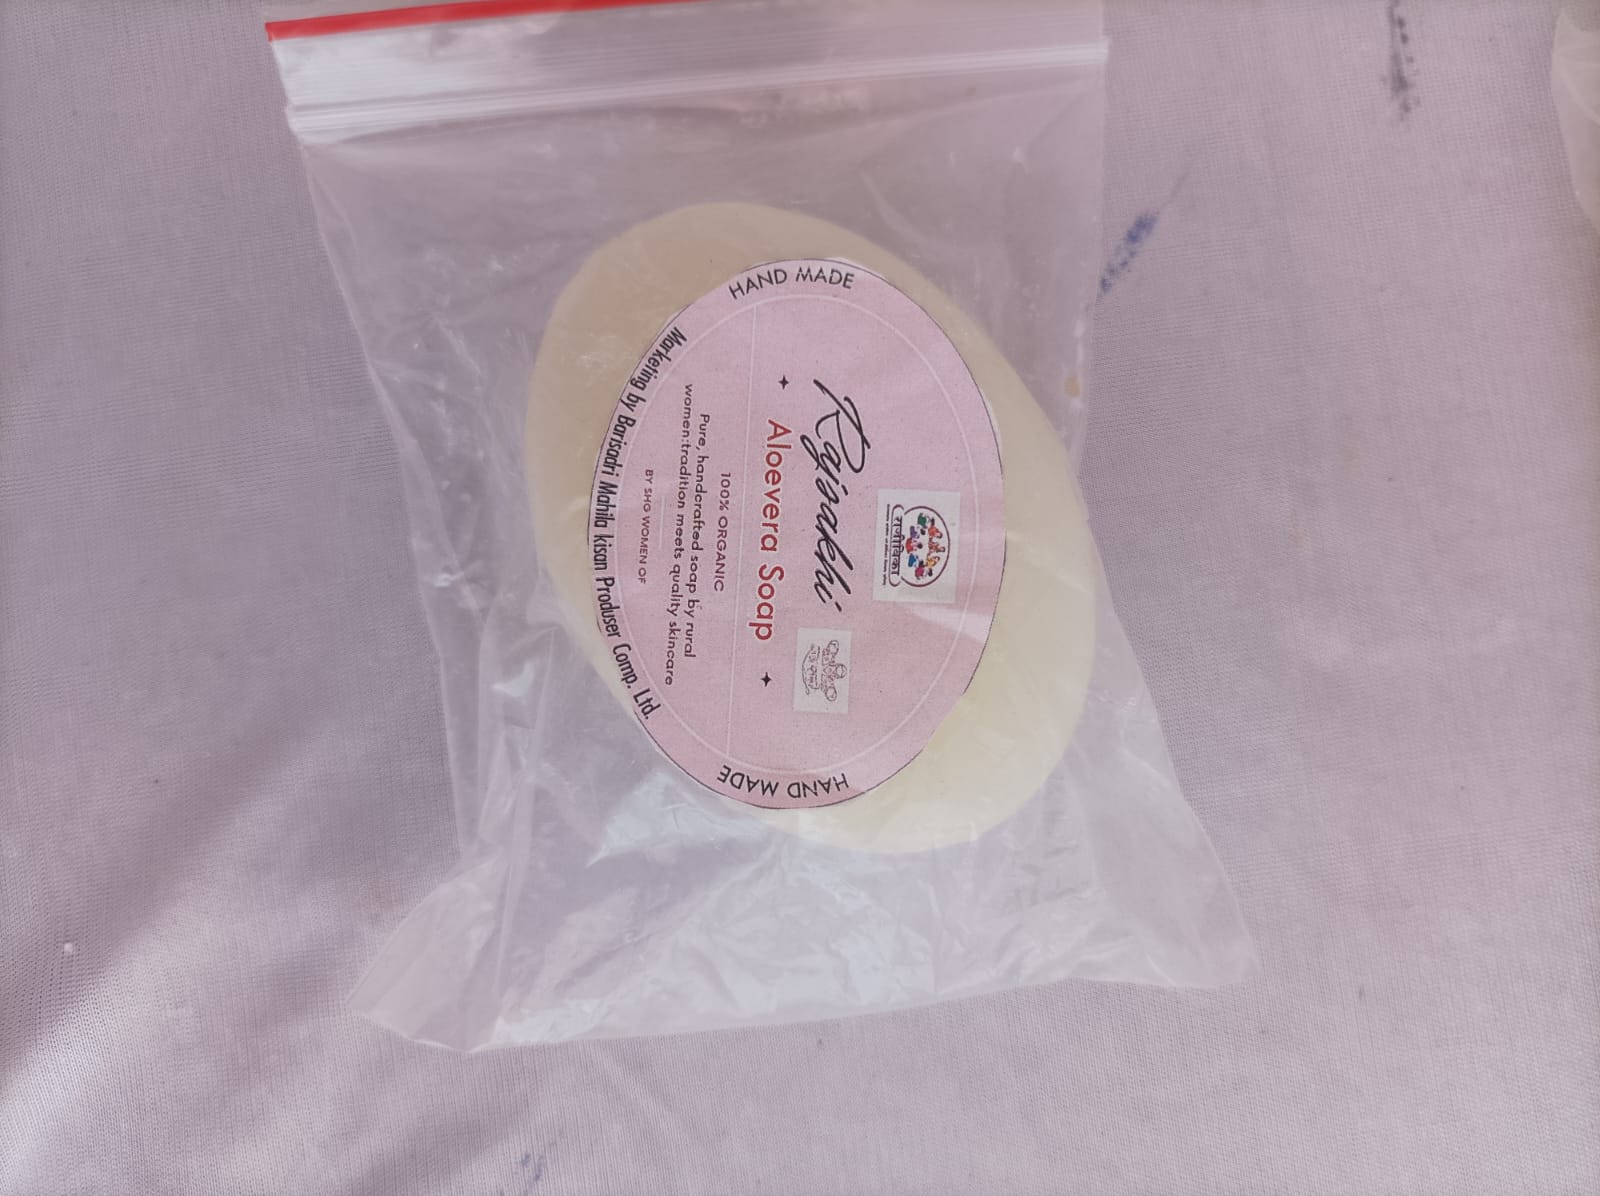 HAND MADE
राजीविका
Rajsakhi
Aloevera Soap
100% ORGANIC
Pure, handcrafted soap by rural
women:tradition meets quality skincare
BY SHG WOMEN OF
Marketing by Barisadri Mahila kisan Produser Comp. Ltd.
HAND MADE